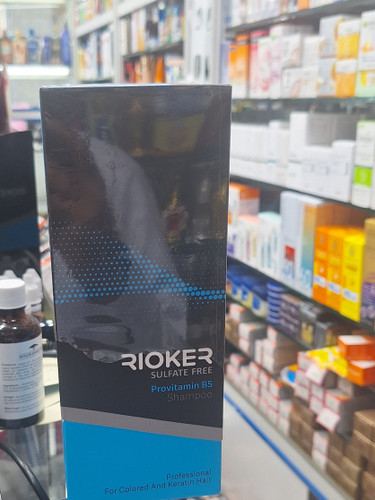 RIOKER
SULFATE FREE
Provitamin B5
Shampoo
Professional
For Colored And Keratin Hair